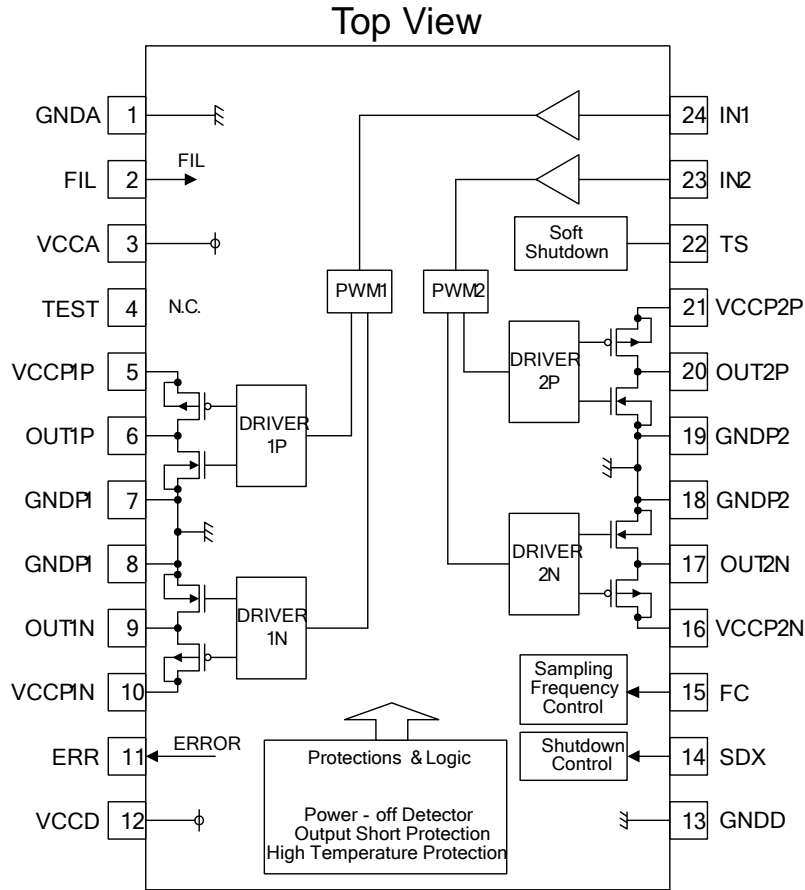 Top View
GNDA 1
FIL 2 FIL
VCCA 3
TEST 4 N.C.
VCCP1P 5
OUT1P 6
GNDP1 7
GNDP1 8
OUT1N 9
VCCP1N 10
ERR 11 ERROR
VCCD 12
24 IN1
23 IN2
Soft
Shutdown
22 TS
PWM1
PWM2
21 VCCP2P
DRIVER
2P
20 OUT2P
19 GNDP2
DRIVER
1P
18 GNDP2
DRIVER
2N
17 OUT2N
16 VCCP2N
DRIVER
1N
Sampling
Frequency
Control
15 FC
Shutdown
Control
14 SDX
13 GNDD
Protections & Logic
Power - off Detector
Output Short Protection
High Temperature Protection